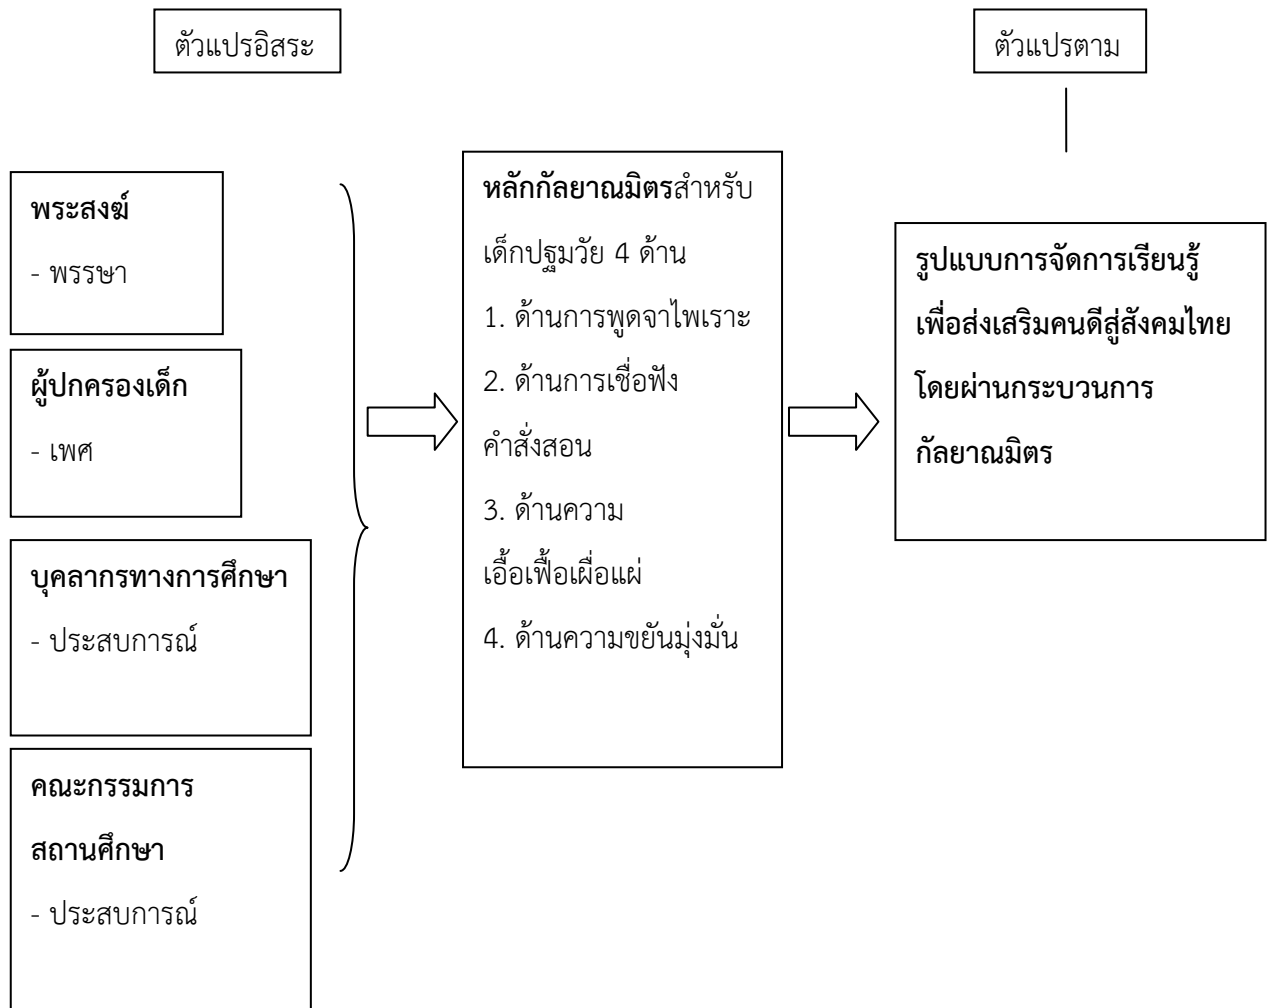 ตัวแปรอิสระ
ตัวแปรตาม
พระสงฆ์
- พรรษา
ผู้ปกครองเด็ก
- เพศ
บุคลากรทางการศึกษา
- ประสบการณ์
คณะกรรมการ
สถานศึกษา
- ประสบการณ์
หลักกัลยาณมิตรสำหรับ
เด็กปฐมวัย 4 ด้าน
1. ด้านการพูดจาไพเราะ
2. ด้านการเชื่อฟัง
คำสั่งสอน
3. ด้านความ
เอื้อเฟื้อเผื่อแผ่
4. ด้านความขยันมุ่งมั่น
รูปแบบการจัดการเรียนรู้
เพื่อส่งเสริมคนดีสู่สังคมไทย
โดยผ่านกระบวนการ
กัลยาณมิตร